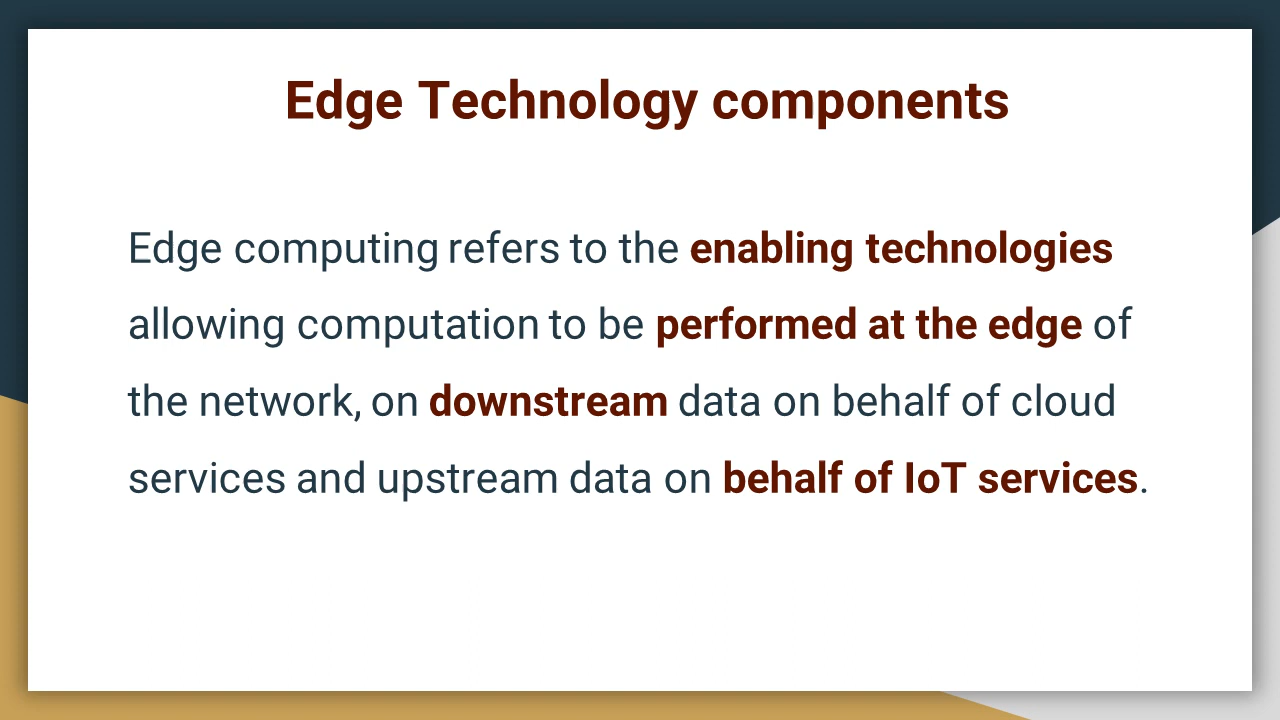 Edge Technology components
Edge computing refers to the enabling technologies
allowing computation to be performed at the edge of
the network, on downstream data on behalf of cloud
services and upstream data on behalf of IoT services.